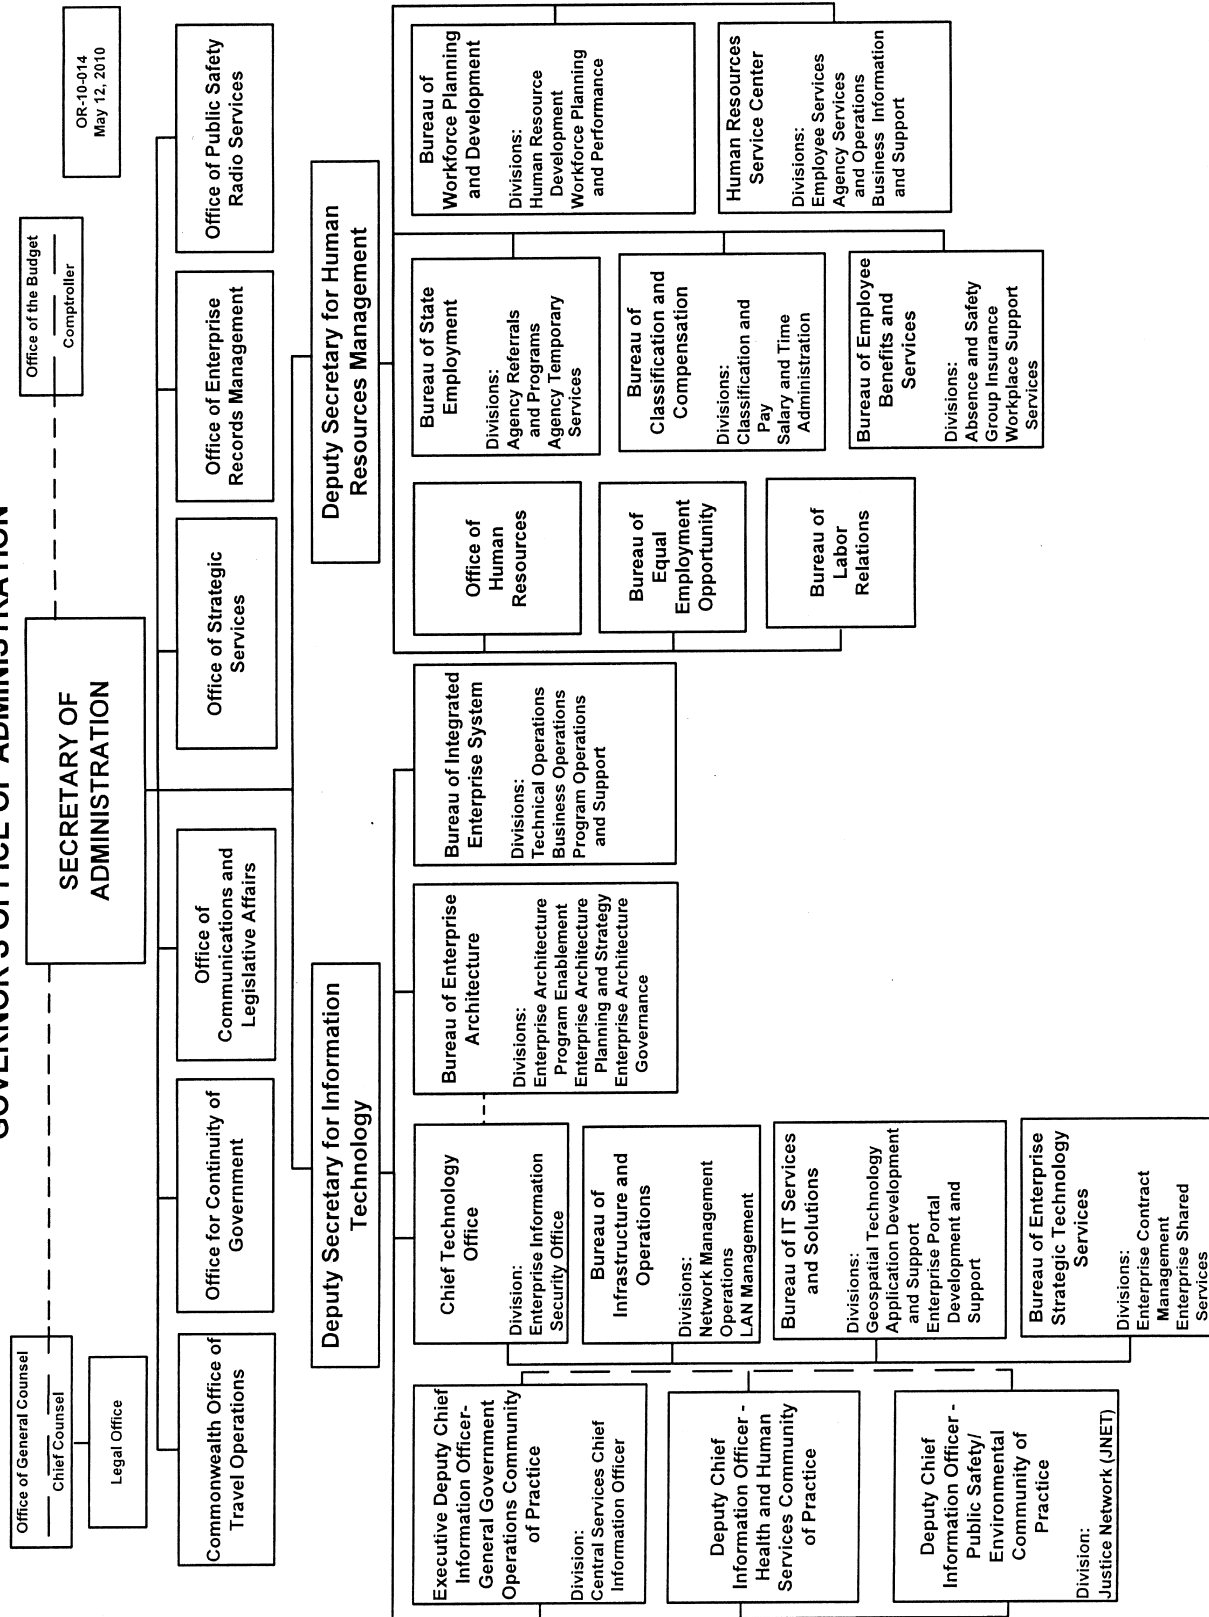 GOVERNOR'S OFFICE OF ADMINISTRATION
OR-10-014
May 12, 2010
Office of General Counsel
Chief Counsel
Legal Office
SECRETARY OF
ADMINISTRATION
Office of the Budget
Comptroller
Commonwealth Office of
Travel Operations
Office for Continuity of
Government
Office of
Communications and
Legislative Affairs
Office of Strategic
Services
Office of Enterprise
Records Management
Office of Public Safety
Radio Services
Deputy Secretary for Information
Technology
Deputy Secretary for Human
Resources Management
Executive Deputy Chief
Information Officer-
General Government
Operations Community
of Practice
Division:
Central Services Chief
Information Officer
Deputy Chief
Information Officer -
Health and Human
Services Community
of Practice
Deputy Chief
Information Officer -
Public Safety/
Environmental
Community of
Practice
Division:
Justice Network (JNET)
Chief Technology
Office
Division:
Enterprise Information
Security Office
Bureau of
Infrastructure and
Operations
Divisions:
Network Management
Operations
LAN Management
Bureau of IT Services
and Solutions
Divisions:
Geospatial Technology
Application Development
and Support
Enterprise Portal
Development and
Support
Bureau of Enterprise
Strategic Technology
Services
Divisions:
Enterprise Contract
Management
Enterprise Shared
Services
Bureau of Enterprise
Architecture
Divisions:
Enterprise Architecture
Program Enablement
Enterprise Architecture
Planning and Strategy
Enterprise Architecture
Governance
Bureau of Integrated
Enterprise System
Divisions:
Technical Operations
Business Operations
Program Operations
and Support
Office of
Human
Resources
Bureau of
Equal
Employment
Opportunity
Bureau of
Labor
Relations
Bureau of State
Employment
Divisions:
Agency Referrals
and Programs
Agency Temporary
Services
Bureau of
Classification and
Compensation
Divisions:
Classification and
Pay
Salary and Time
Administration
Bureau of Employee
Benefits and
Services
Divisions:
Absence and Safety
Group Insurance
Workplace Support
Services
Bureau of
Workforce Planning
and Development
Divisions:
Human Resource
Development
Workforce Planning
and Performance
Human Resources
Service Center
Divisions:
Employee Services
Agency Services
and Operations
Business Information
and Support